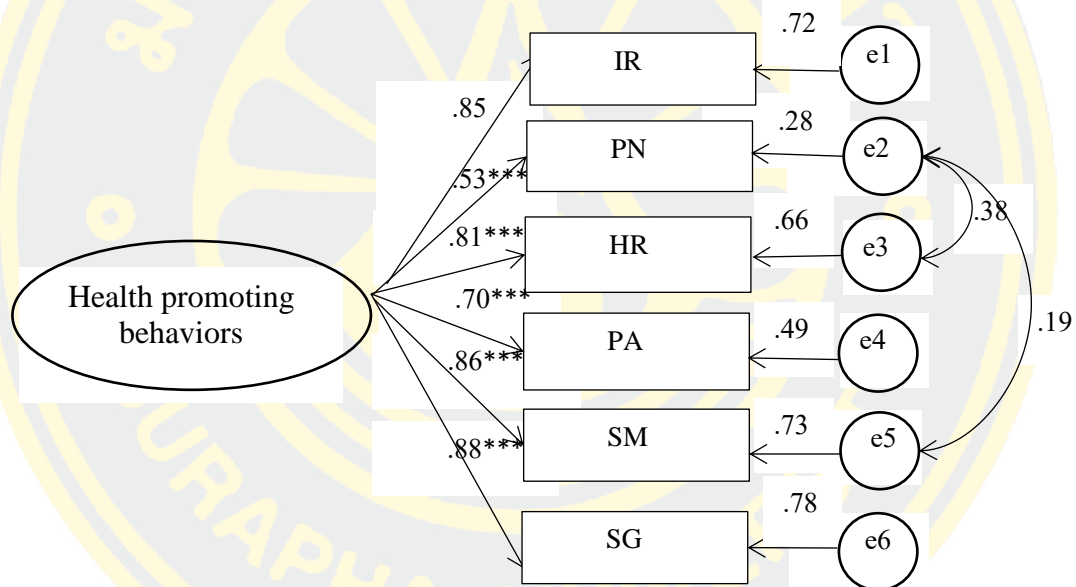 .72
e1
IR
.85
.28
e2
PN
.53***
.38
.66
e3
HR
.81***
Health promoting
behaviors
.70***
.49
e4
PA
.19
.86***
.73
e5
SM
.88***
.78
e6
SG